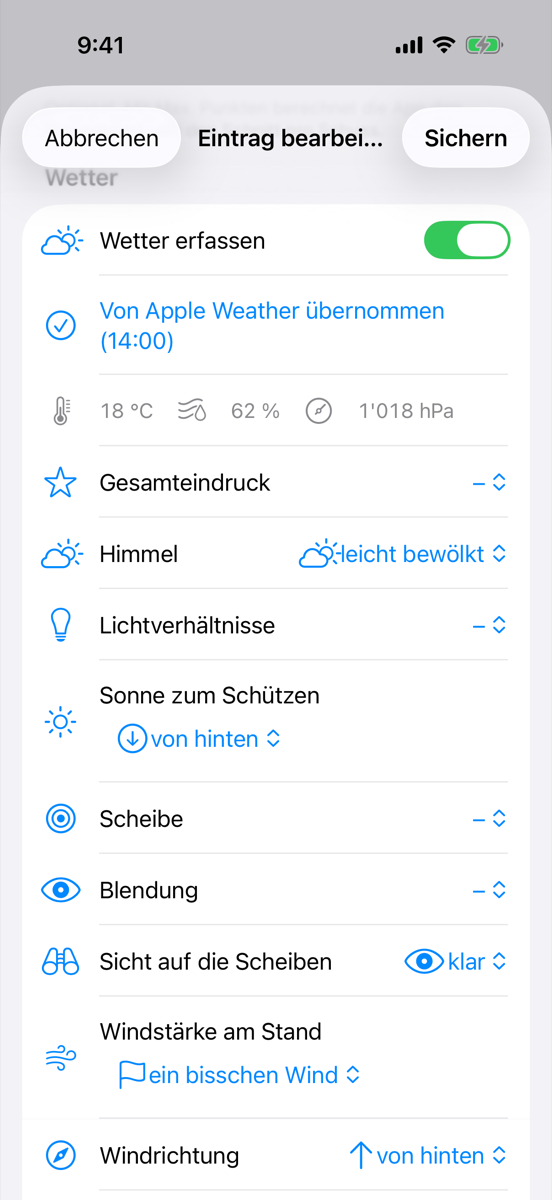 9:41
Abbrechen
Eintrag bearbei...
Sichern
Wetter
Wetter erfassen
Von Apple Weather übernommen
(14:00)
18 °C 62 % 1'018 hPa
Gesamteindruck –
Himmel leicht bewölkt
Lichtverhältnisse –
Sonne zum Schützen
von hinten
Scheibe –
Blendung –
Sicht auf die Scheiben klar
Windstärke am Stand
ein bisschen Wind
Windrichtung von hinten